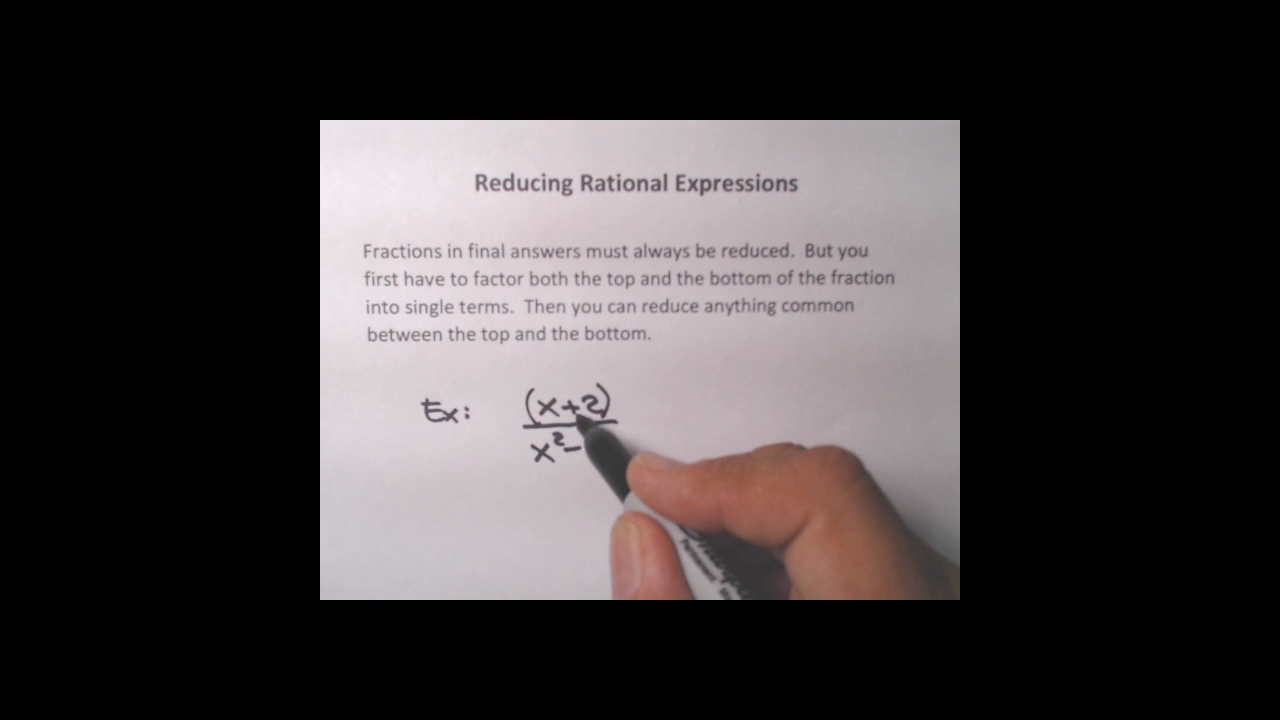 Reducing Rational Expressions
Fractions in final answers must always be reduced. But you
first have to factor both the top and the bottom of the fraction
into single terms. Then you can reduce anything common
between the top and the bottom.
Ex: (x+2)
x²-